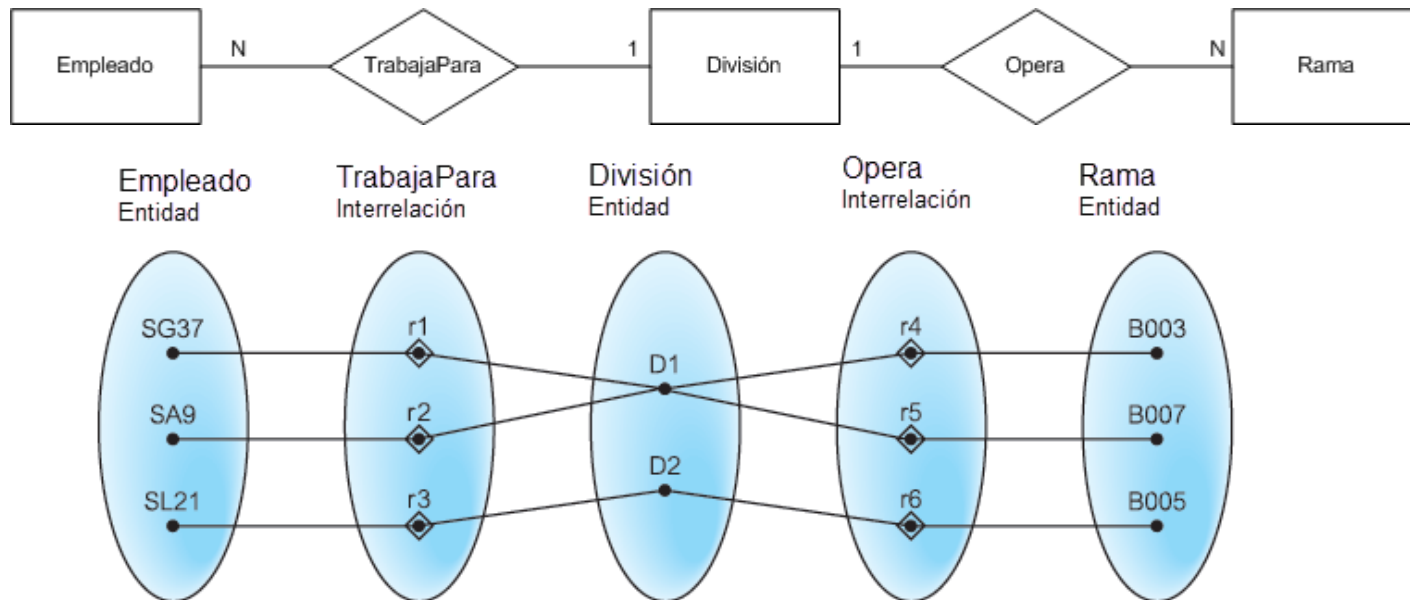 Empleado
N
TrabajaPara
1
División
1
Opera
N
Rama
Empleado
Entidad
TrabajaPara
Interrelación
División
Entidad
Opera
Interrelación
Rama
Entidad
SG37
r1
D1
r4
B003
SA9
r2
r5
B007
D2
SL21
r3
r6
B005